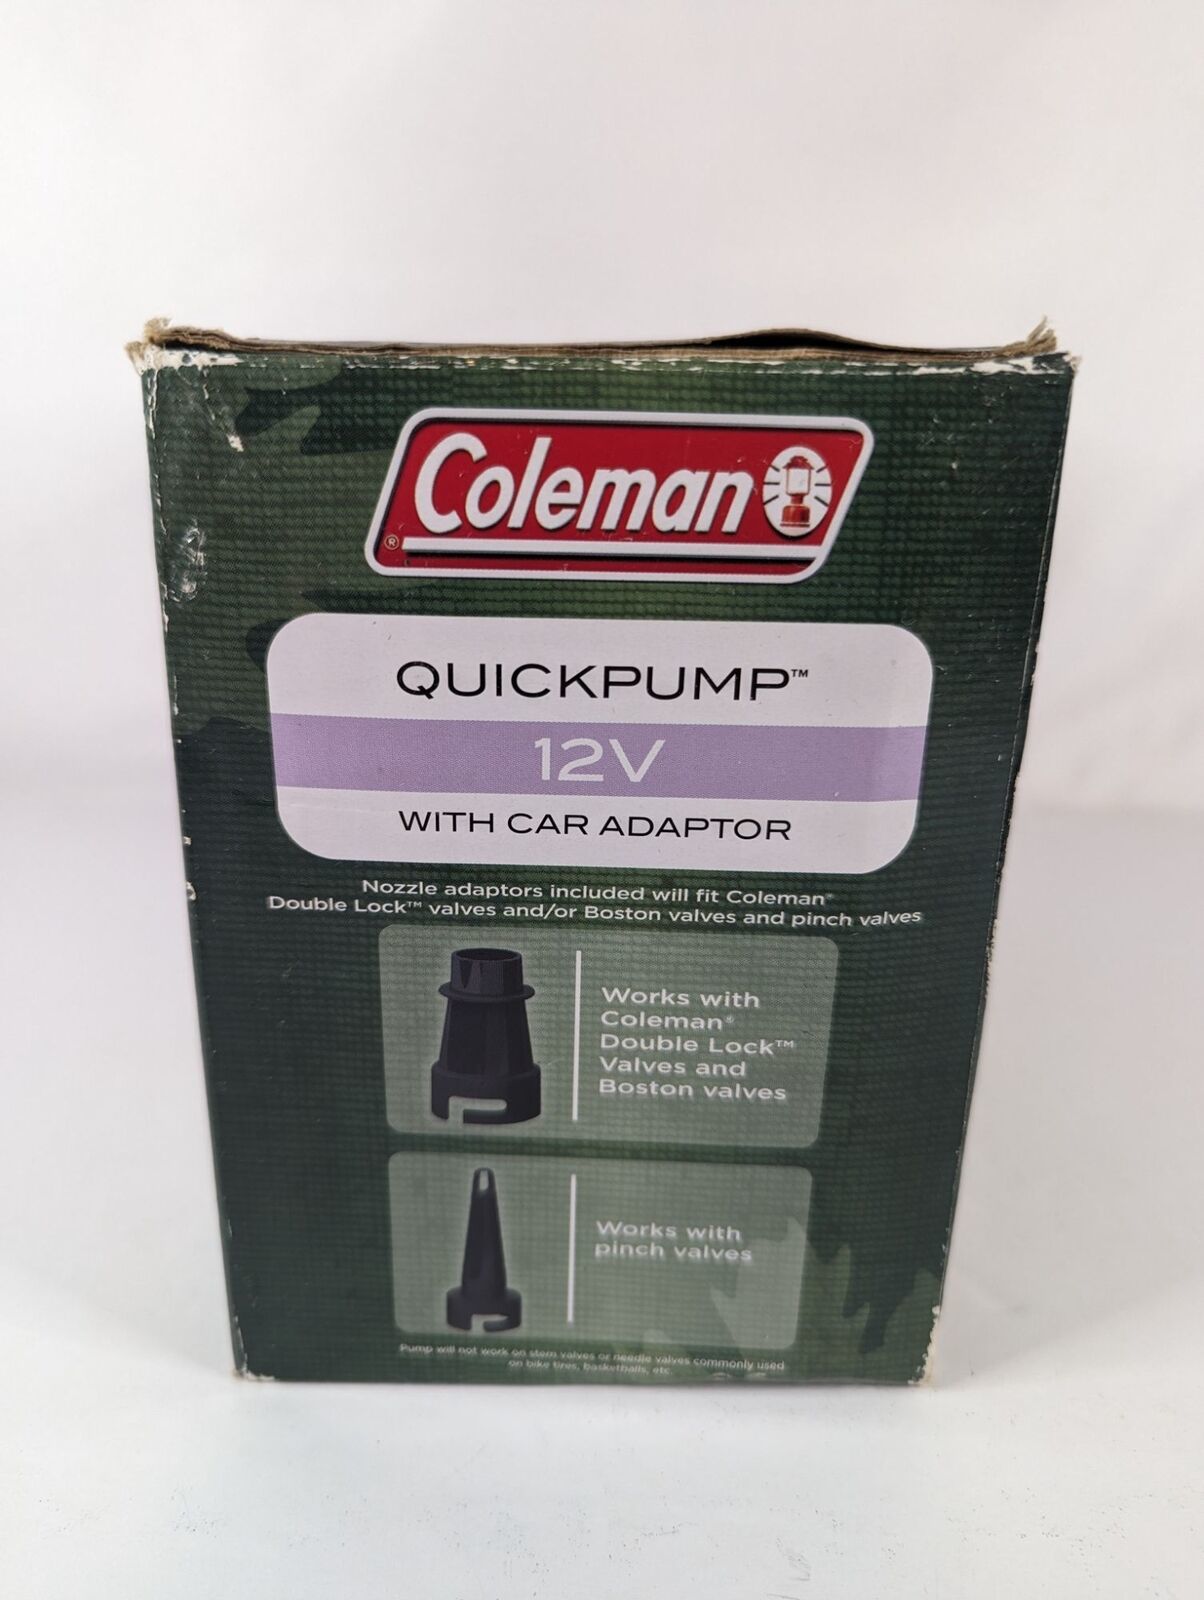 Coleman
®
QUICKPUMP™
12V
WITH CAR ADAPTOR
Nozzle adaptors included will fit Coleman®
Double Lock™ valves and/or Boston valves and pinch valves
Works with
Coleman®
Double Lock™
Valves and
Boston valves
Works with
pinch valves
Pump will not work on stem valves or needle valves commonly used
on bike tires, basketballs, etc.